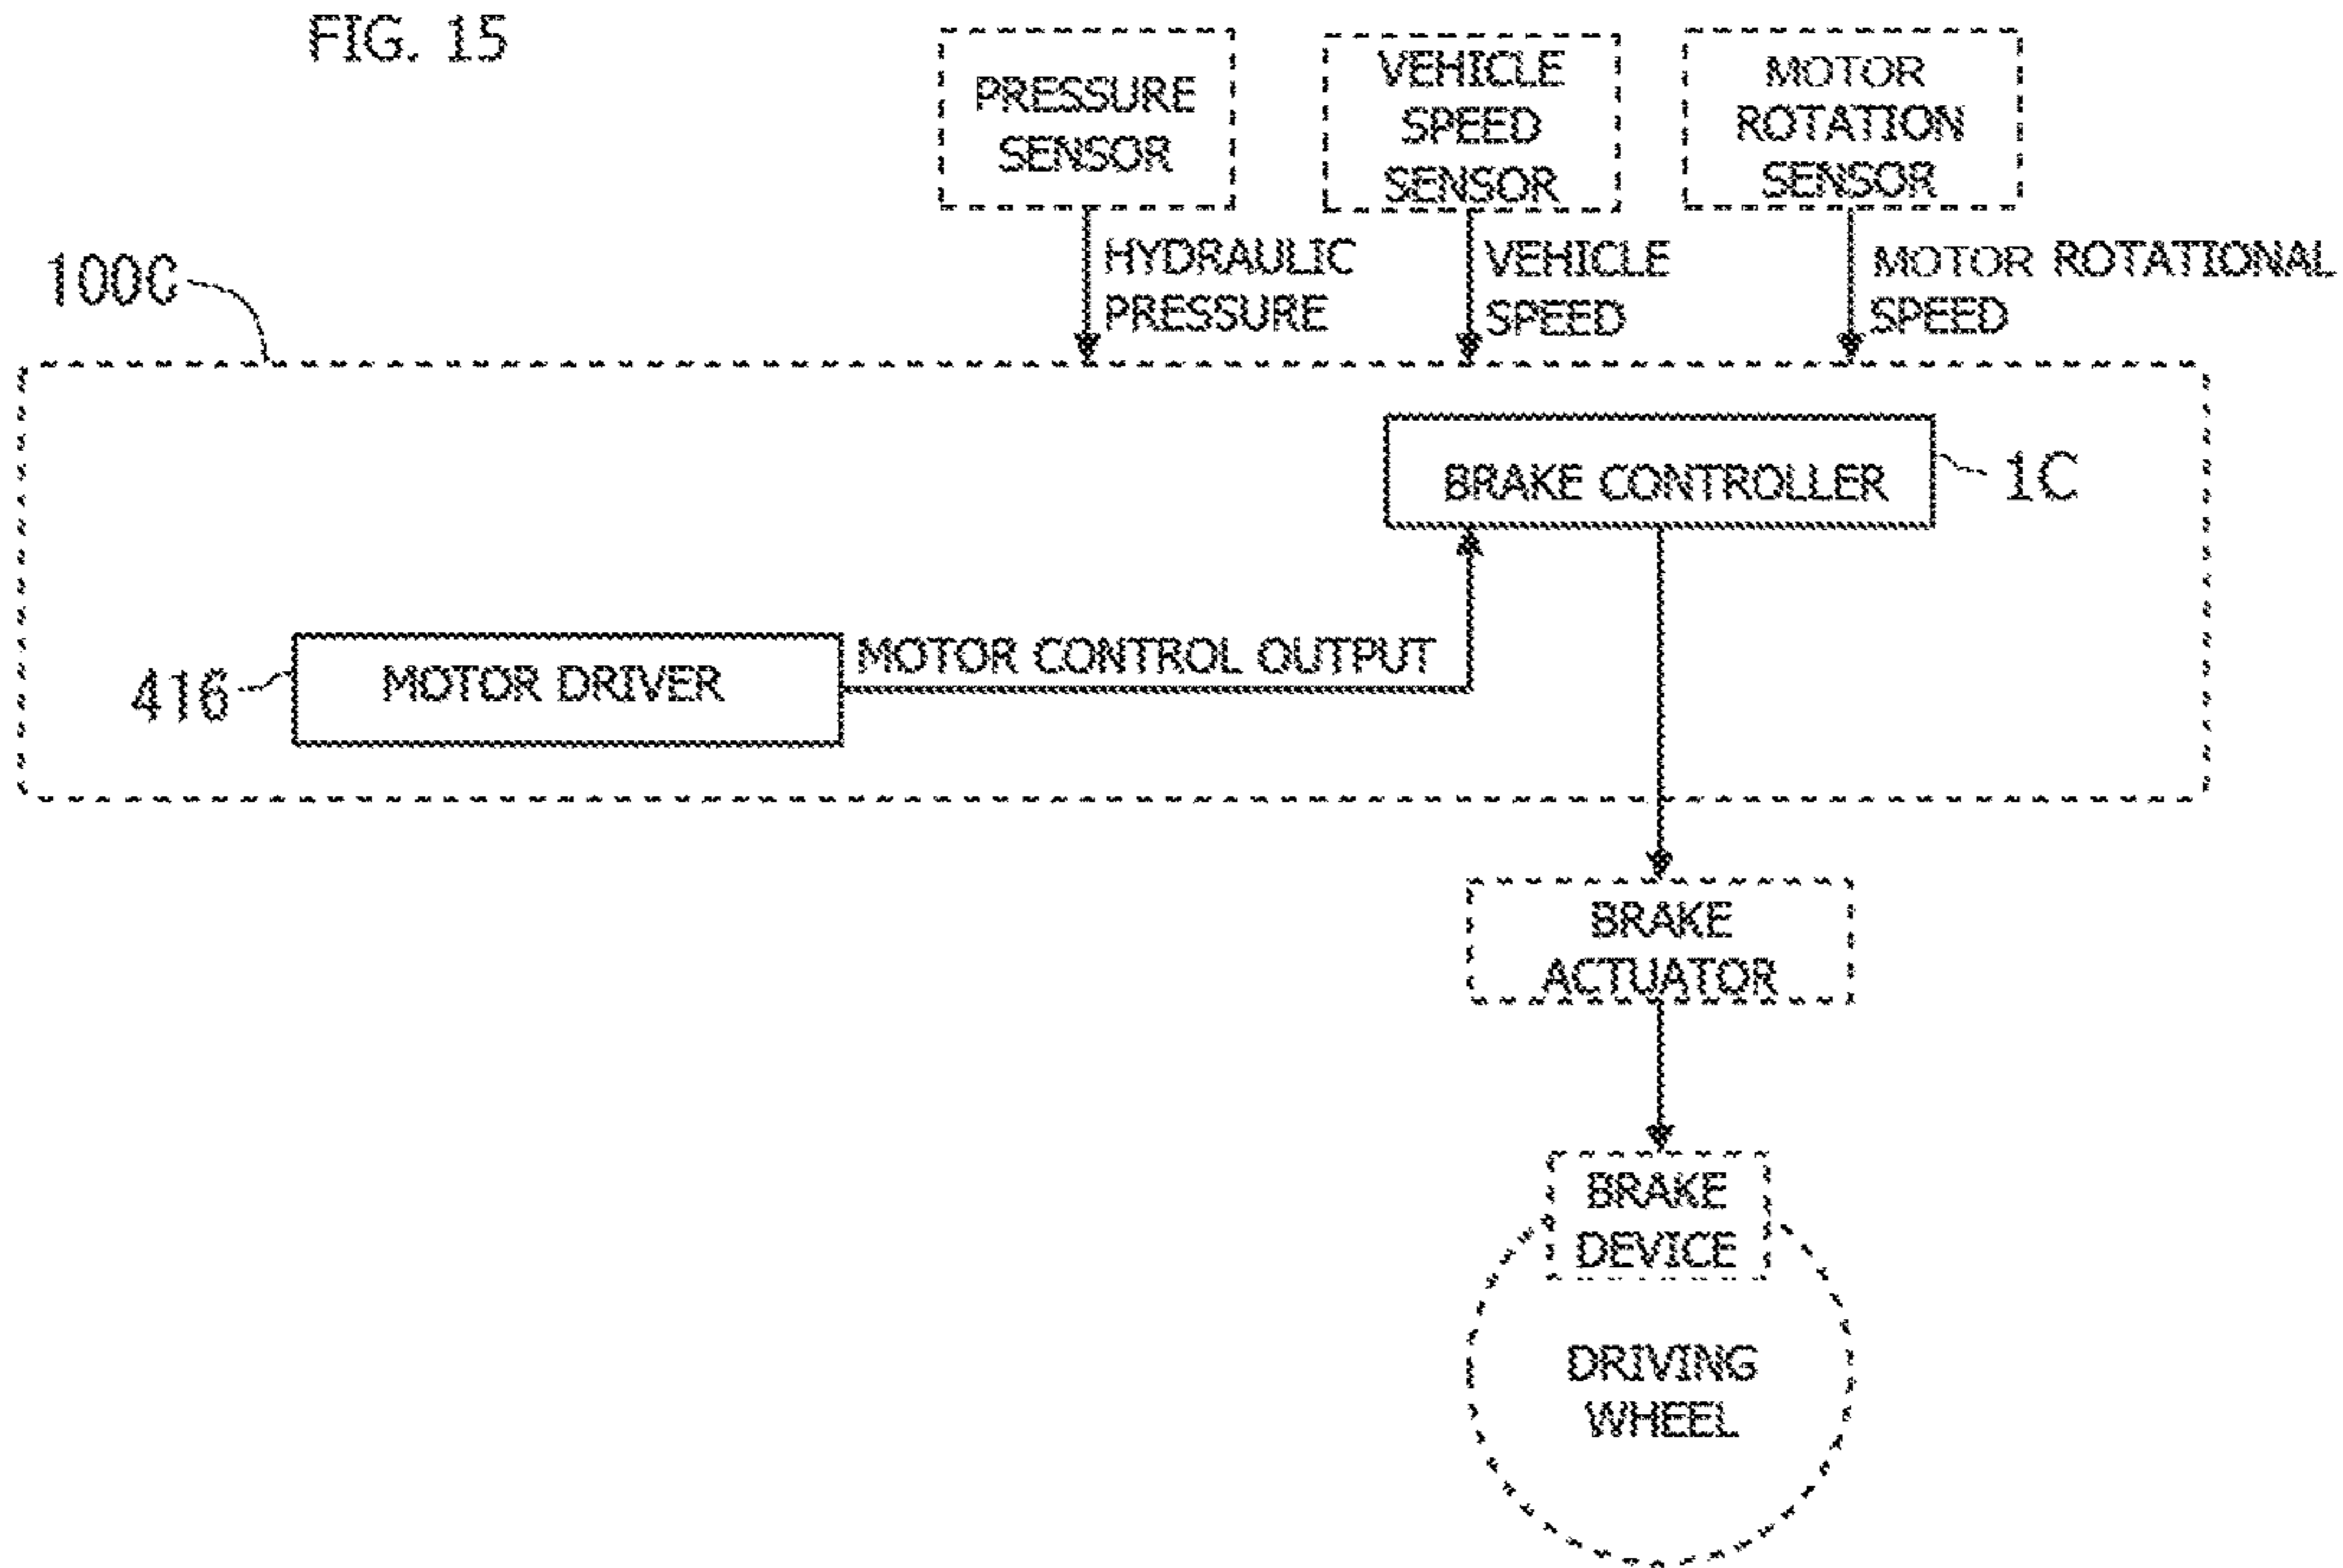 FIG. 15
PRESSURE
SENSOR
VEHICLE
SPEED
SENSOR
MOTOR
ROTATION
SENSOR
HYDRAULIC
PRESSURE
VEHICLE
SPEED
MOTOR ROTATIONAL
SPEED
100C
BRAKE CONTROLLER
1C
MOTOR CONTROL OUTPUT
MOTOR DRIVER
416
BRAKE
ACTUATOR
BRAKE
DEVICE
DRIVING
WHEEL